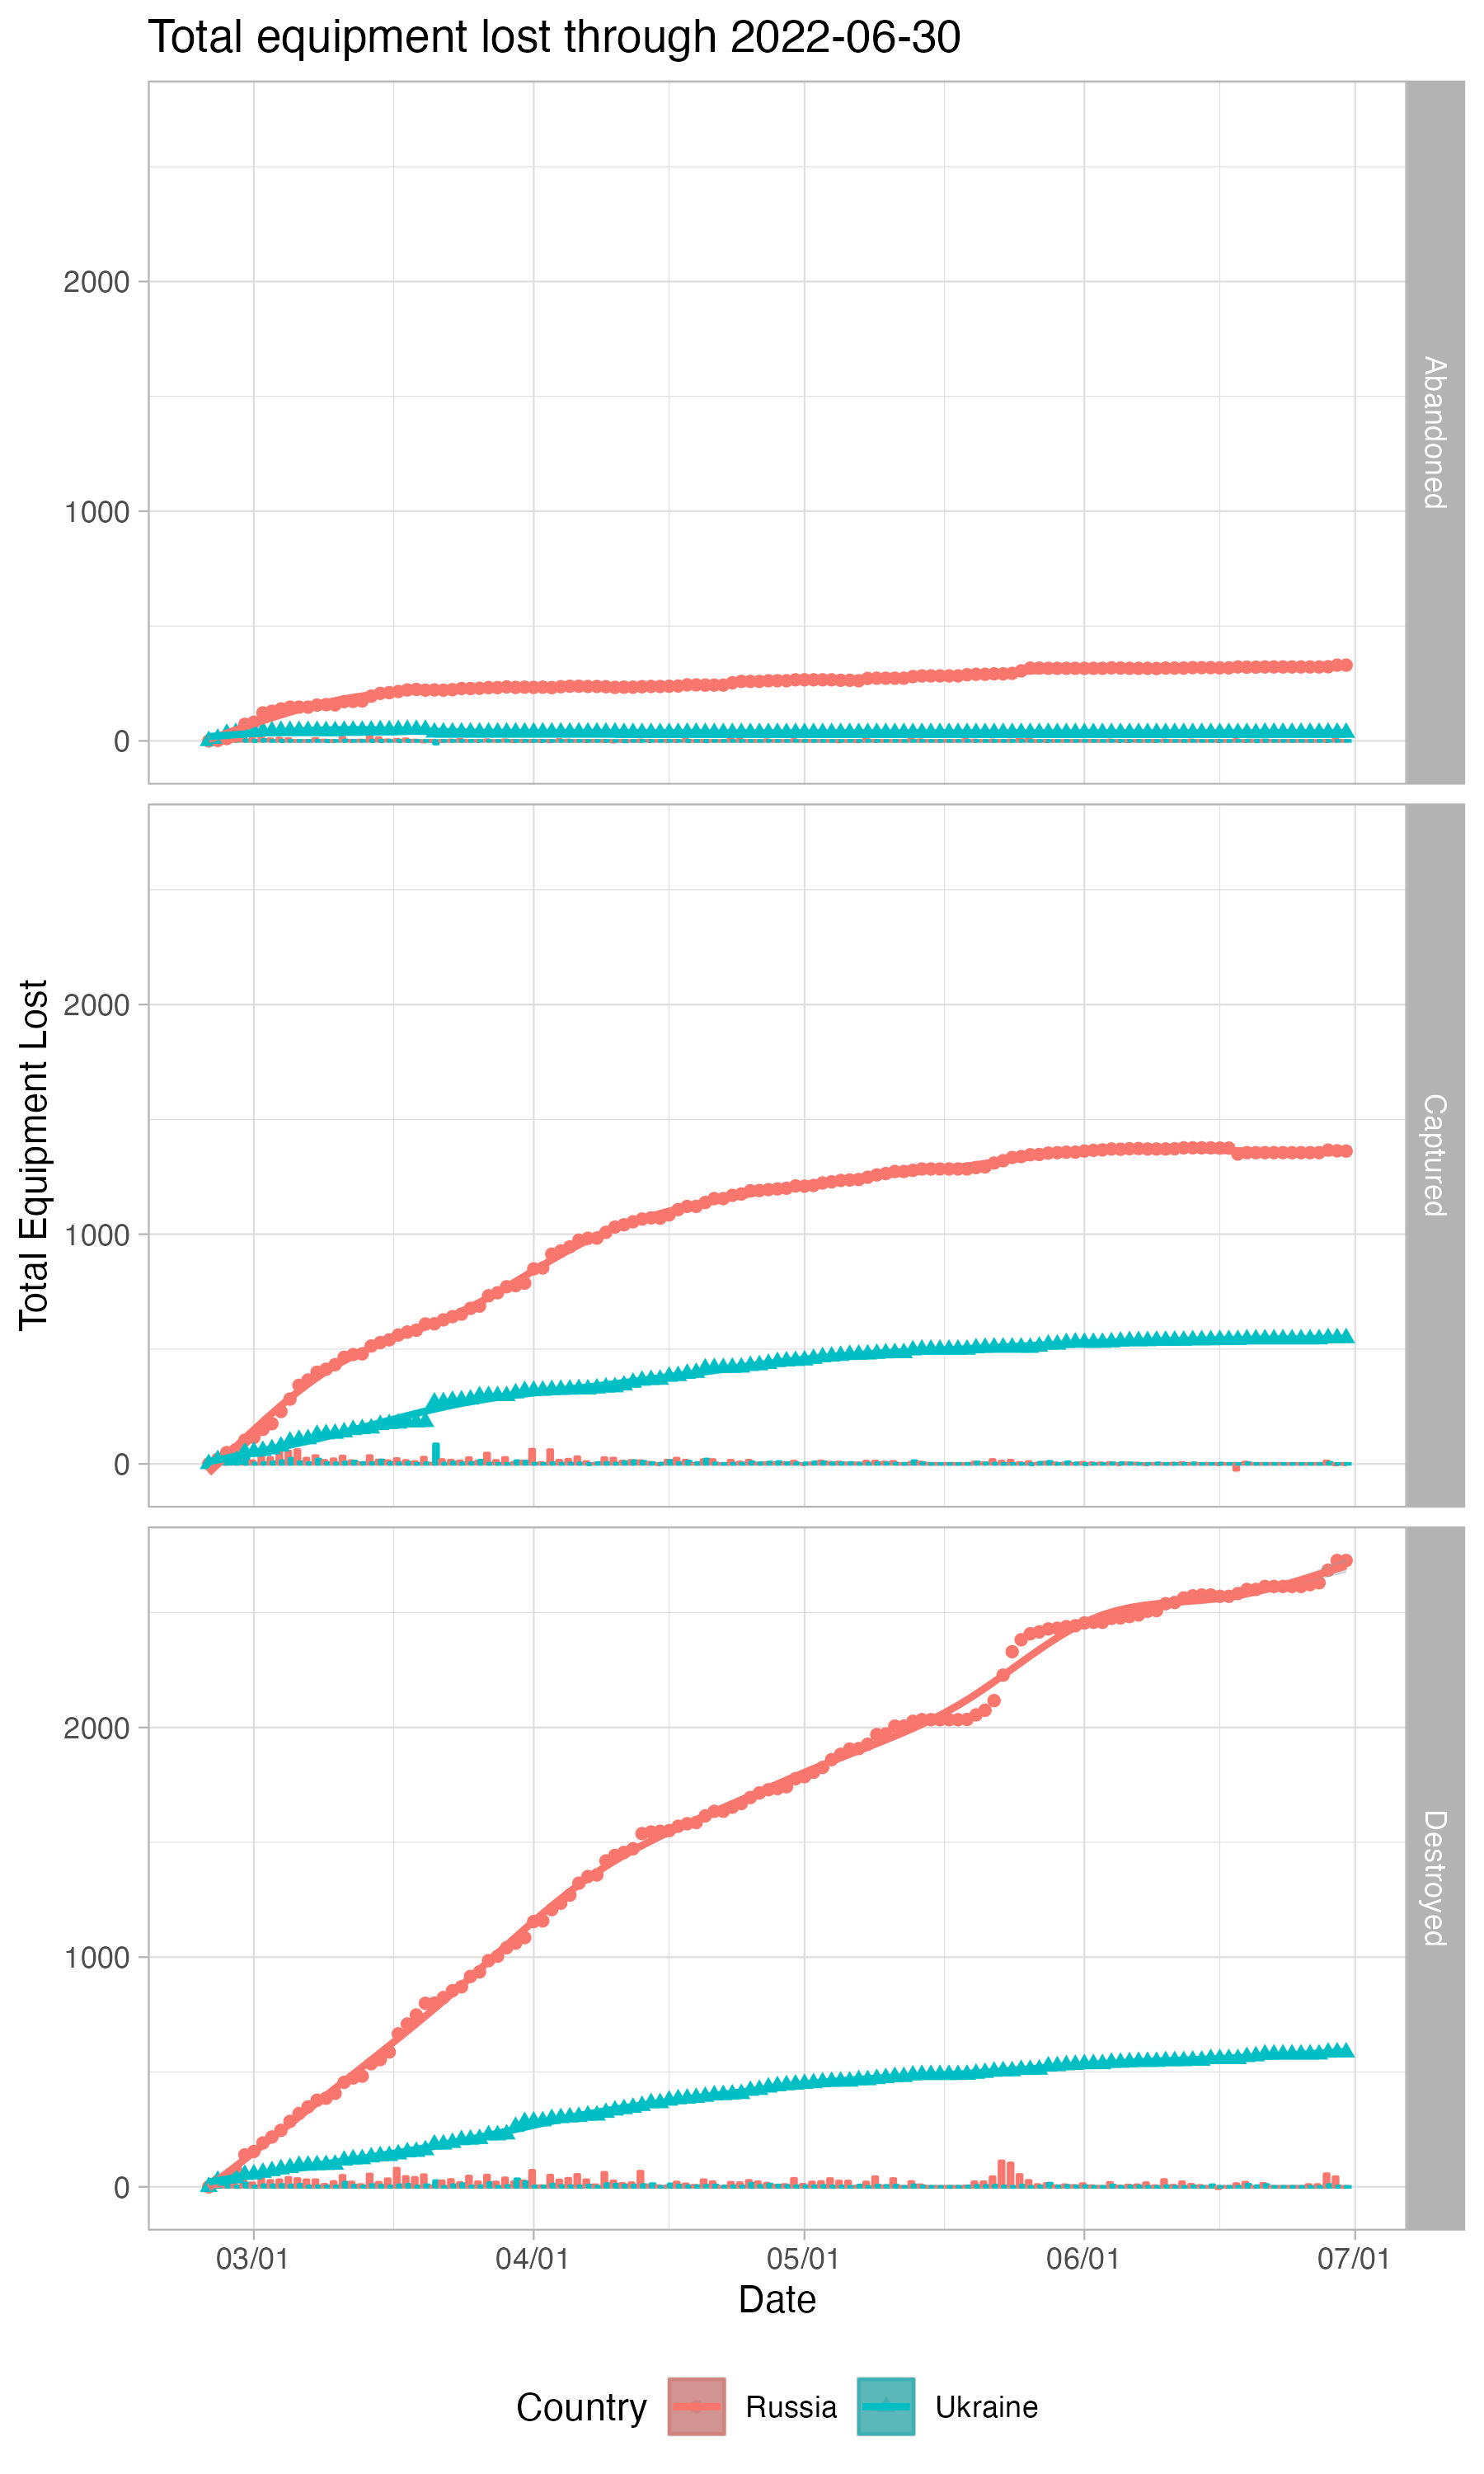 Total equipment lost through 2022-06-30
2000
1000
0
Abandoned
Total Equipment Lost
2000
1000
0
Captured
2000
1000
0
Destroyed
03/01 04/01 05/01 06/01 07/01
Date
Country Russia Ukraine